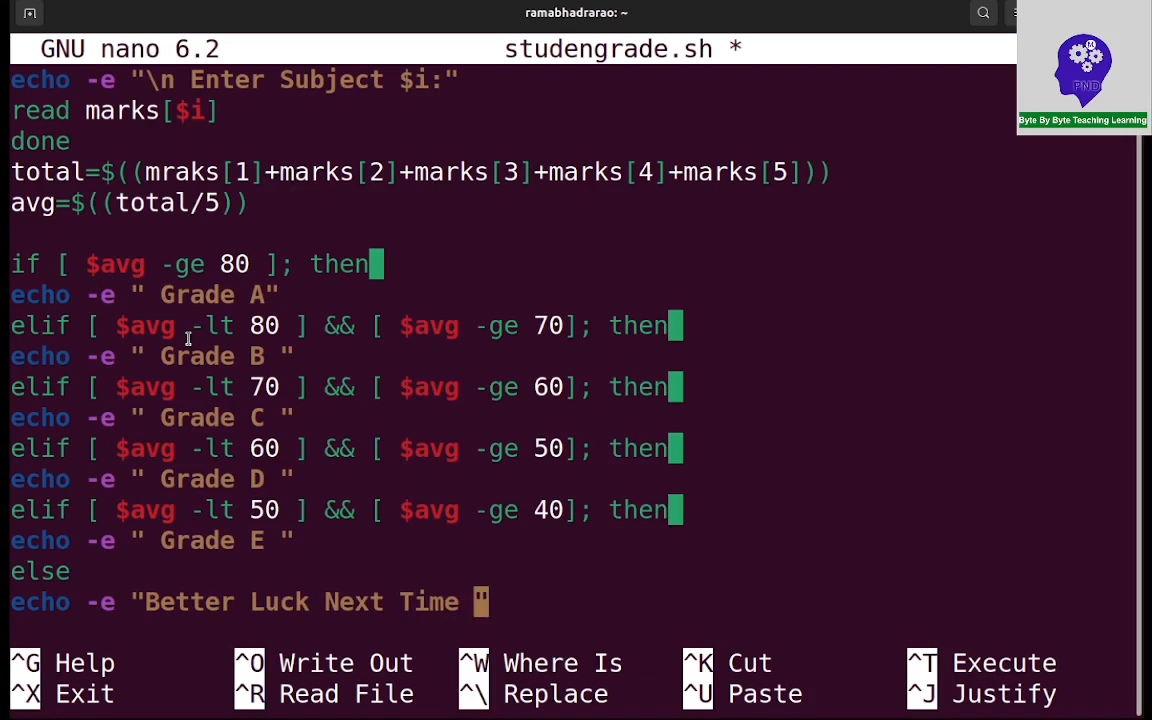 ramabhadrarao: ~
GNU nano 6.2 studengrade.sh *
PND
Byte By Byte Teaching Learning
echo -e "\n Enter Subject $i:"
read marks[$i]
done
total=$((mraks[1]+marks[2]+marks[3]+marks[4]+marks[5]))
avg=$((total/5))
if [ $avg -ge 80 ]; then
echo -e " Grade A"
elif [ $avg -lt 80 ] && [ $avg -ge 70]; then
echo -e " Grade B "
elif [ $avg -lt 70 ] && [ $avg -ge 60]; then
echo -e " Grade C "
elif [ $avg -lt 60 ] && [ $avg -ge 50]; then
echo -e " Grade D "
elif [ $avg -lt 50 ] && [ $avg -ge 40]; then
echo -e " Grade E "
else
echo -e "Better Luck Next Time "
^G Help ^O Write Out ^W Where Is ^K Cut ^T Execute
^X Exit ^R Read File ^\ Replace ^U Paste ^J Justify